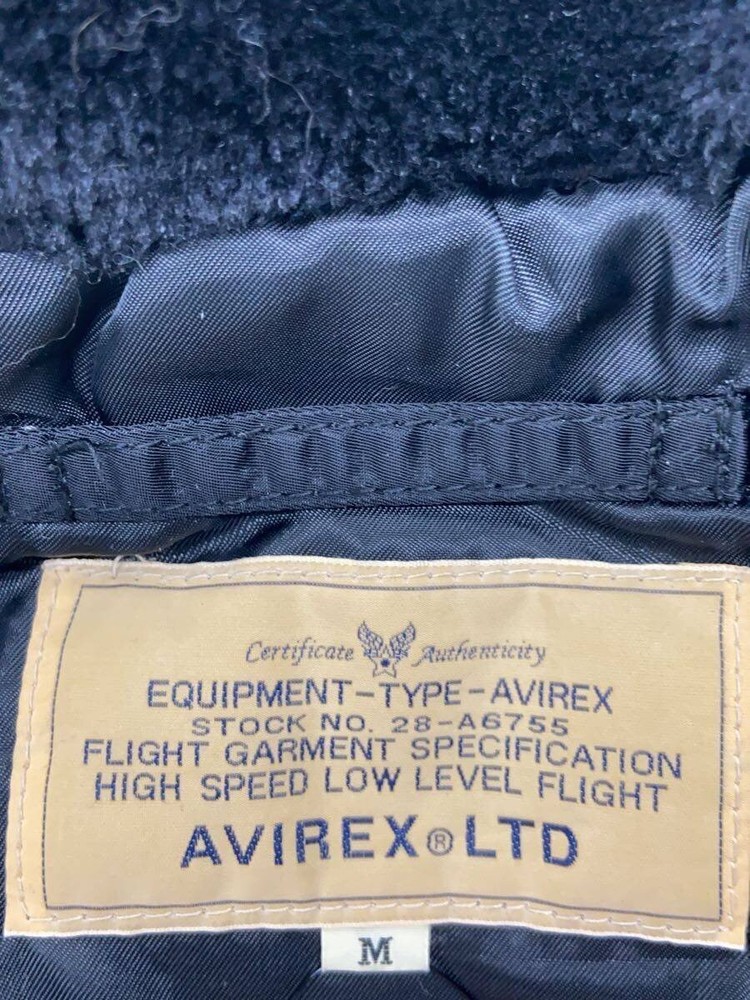 Certificate Authenticity
EQUIPMENT-TYPE-AVIREX
STOCK NO. 28-A6755
FLIGHT GARMENT SPECIFICATION
HIGH SPEED LOW LEVEL FLIGHT
AVIREX® LTD
M